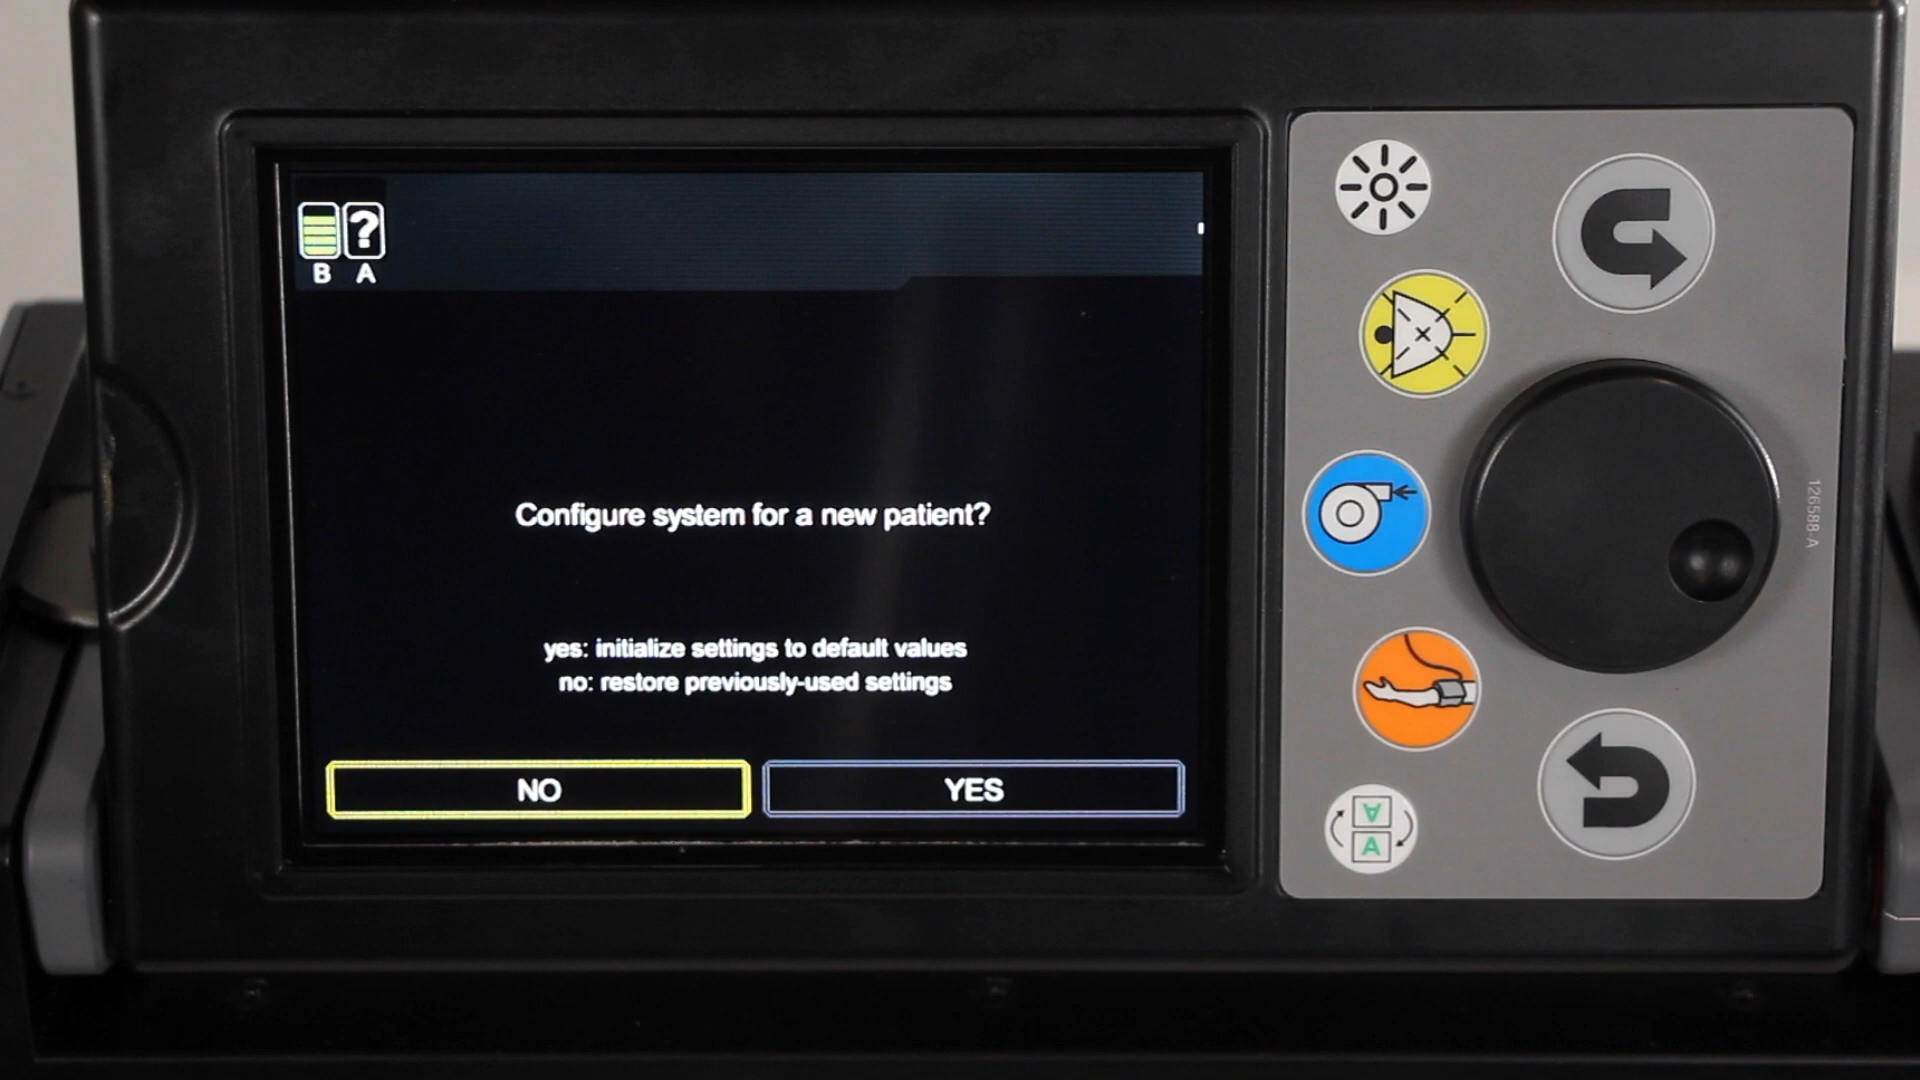 ?
B A
Configure system for a new patient?
yes: initialize settings to default values
no: restore previously-used settings
NO YES
A
A
126588-A